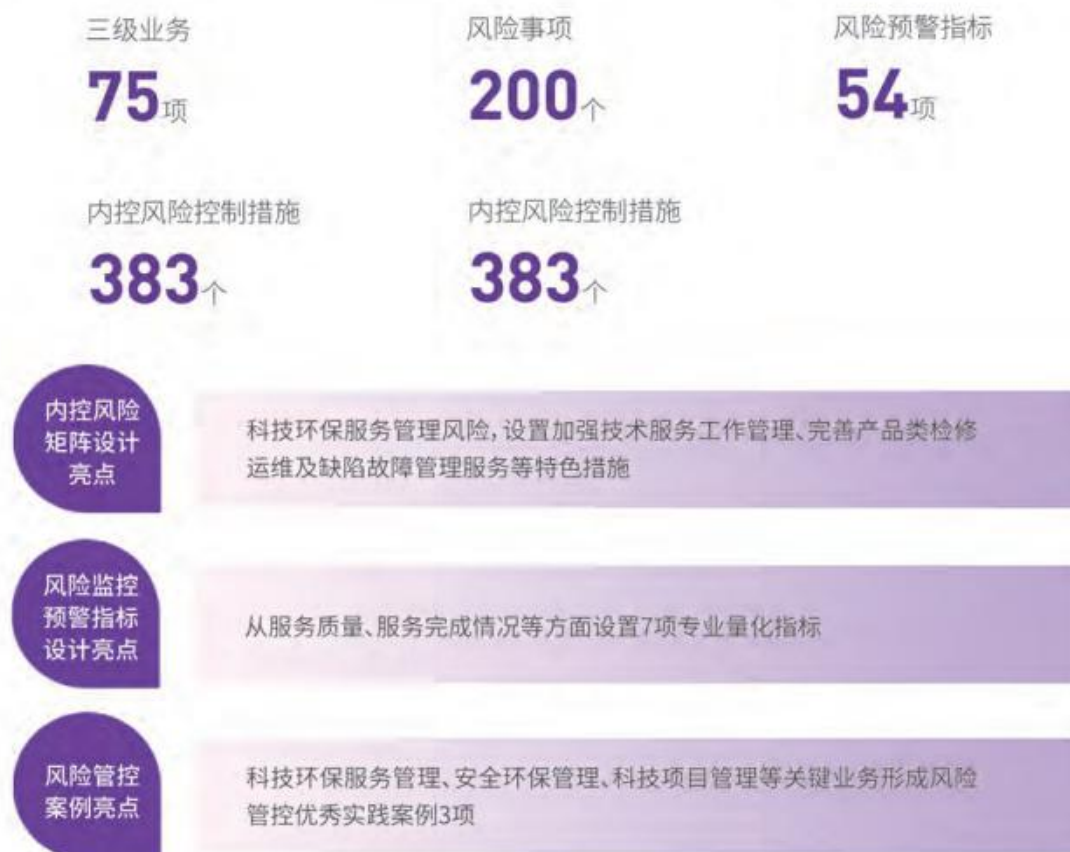 三级业务
风险事项
风险预警指标
75项
200个
54项
内控风险控制措施
内控风险控制措施
383个
383个
内控风险
矩阵设计
亮点
科技环保服务管理风险,设置加强技术服务工作管理、完善产品类检修
运维及缺陷故障管理服务等特色措施
风险监控
预警指标
设计亮点
从服务质量、服务完成情况等方面设置7项专业量化指标
风险管控
案例亮点
科技环保服务管理、安全环保管理、科技项目管理等关键业务形成风险
管控优秀实践案例3项